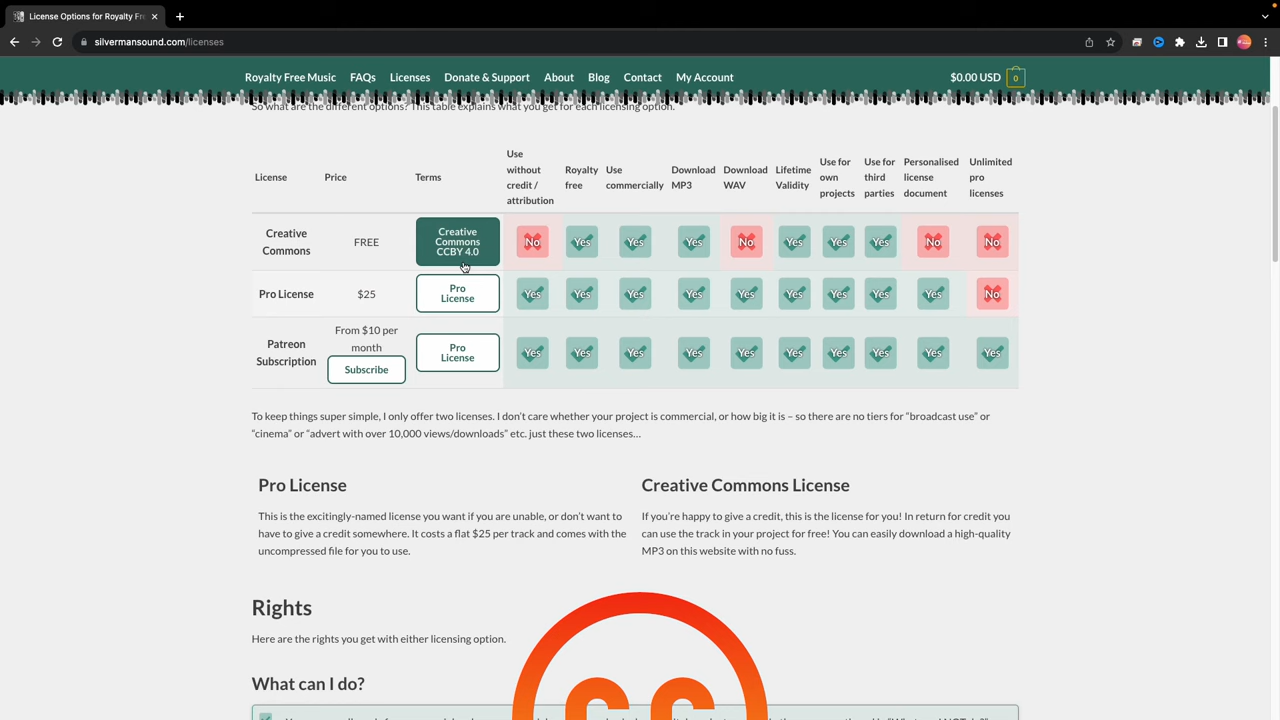 License Options for Royalty Fre
silvermansound.com/licenses
Royalty Free Music FAQs Licenses Donate & Support About Blog Contact My Account $0.00 USD 0
So what are the different options? This table explains what you get for each licensing option.
License Price Terms Use without credit / attribution Royalty free Use commercially Download MP3 Download WAV Lifetime Validity Use for own projects Use for third parties Personalised license document Unlimited pro licenses
Creative Commons FREE Creative Commons CCBY 4.0 No Yes Yes Yes No Yes Yes Yes No No
Pro License $25 Pro License Yes Yes Yes Yes Yes Yes Yes Yes Yes No
Patreon Subscription From $10 per month Subscribe Pro License Yes Yes Yes Yes Yes Yes Yes Yes Yes Yes
To keep things super simple, I only offer two licenses. I don't care whether your project is commercial, or how big it is – so there are no tiers for “broadcast use” or
“cinema” or “advert with over 10,000 views/downloads” etc. just these two licenses…
Pro License
This is the excitingly-named license you want if you are unable, or don't want
to have to give a credit somewhere. It costs a flat $25 per track and comes with the
uncompressed file for you to use.
Creative Commons License
If you're happy to give a credit, this is the license for you! In return for credit you
can use the track in your project for free! You can easily download a high-quality
MP3 on this website with no fuss.
Rights
Here are the rights you get with either licensing option.
What can I do?